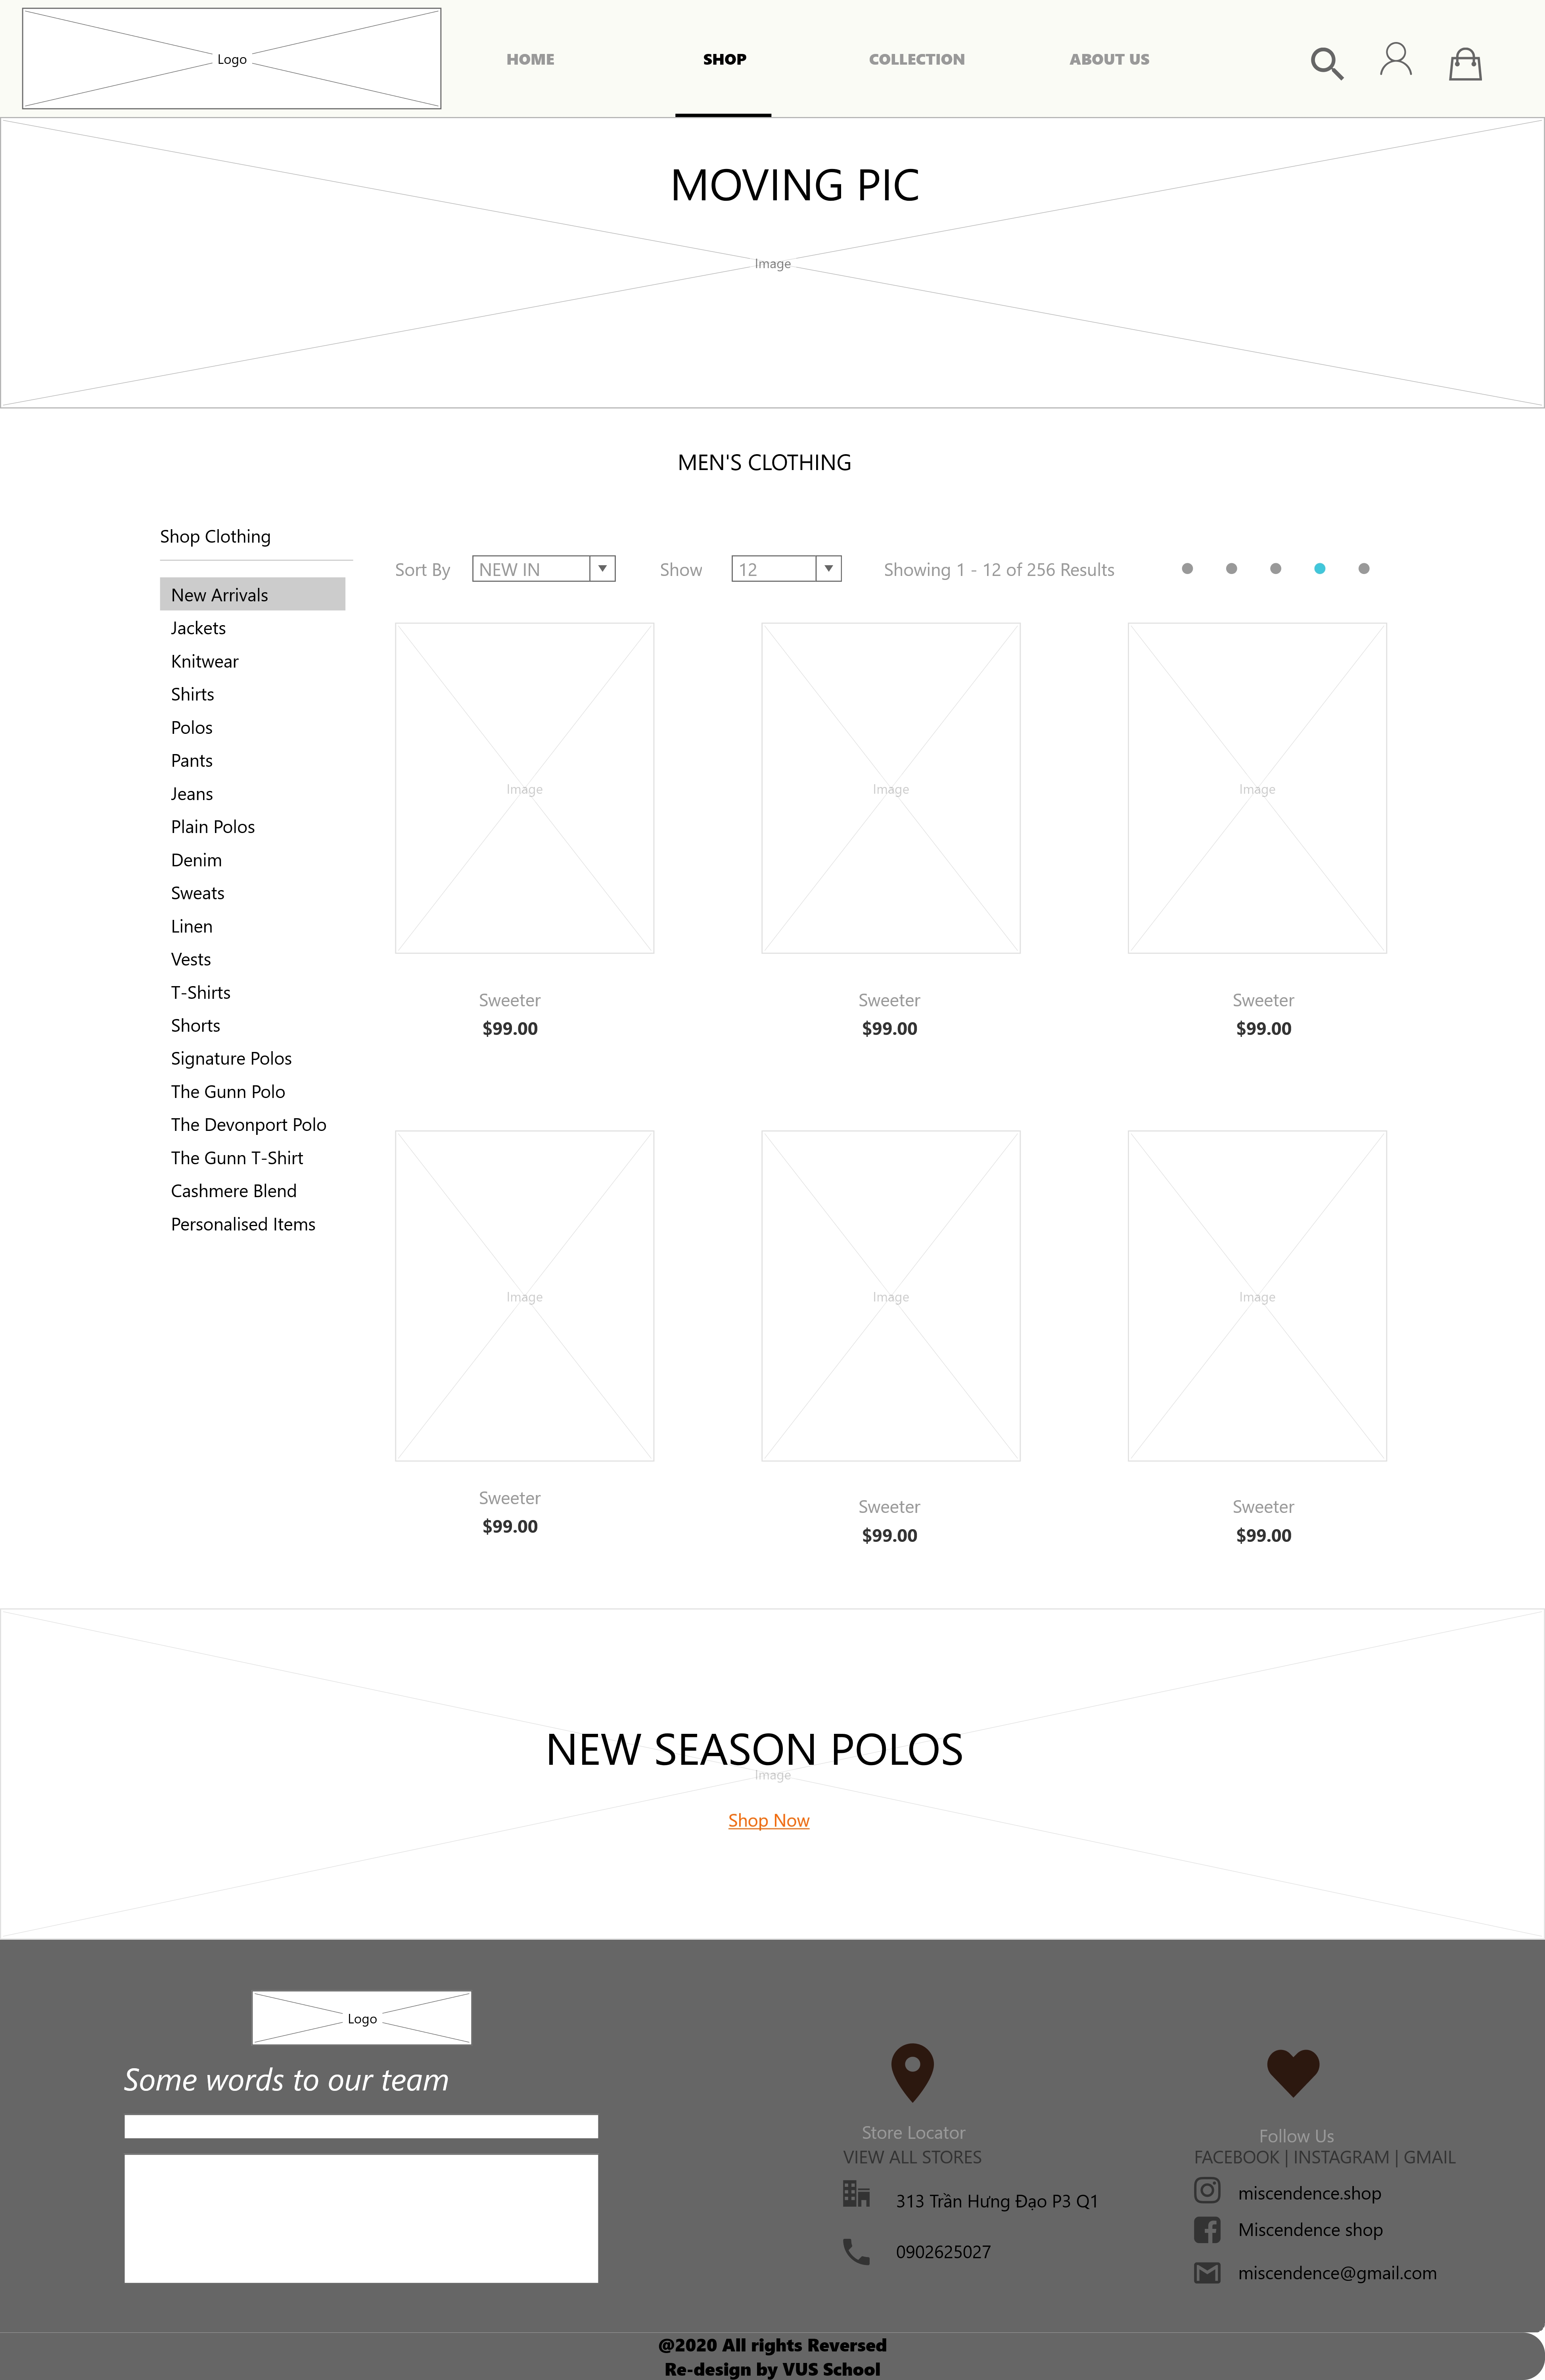 Logo
HOME
SHOP
COLLECTION
ABOUT US
MOVING PIC
Image
MEN'S CLOTHING
Shop Clothing
New Arrivals
Jackets
Knitwear
Shirts
Polos
Pants
Jeans
Plain Polos
Denim
Sweats
Linen
Vests
T-Shirts
Shorts
Signature Polos
The Gunn Polo
The Devonport Polo
The Gunn T-Shirt
Cashmere Blend
Personalised Items
Sort By
NEW IN
Show
12
Showing 1 - 12 of 256 Results
Image
Image
Image
Sweeter
$99.00
Sweeter
$99.00
Sweeter
$99.00
Image
Image
Image
Sweeter
$99.00
Sweeter
$99.00
Sweeter
$99.00
NEW SEASON POLOS
Image
Shop Now
Logo
Some words to our team
Store Locator
VIEW ALL STORES
313 Trần Hưng Đạo P3 Q1
0902625027
Follow Us
FACEBOOK | INSTAGRAM | GMAIL
miscendence.shop
Miscendence shop
miscendence@gmail.com
@2020 All rights Reversed
Re-design by VUS School